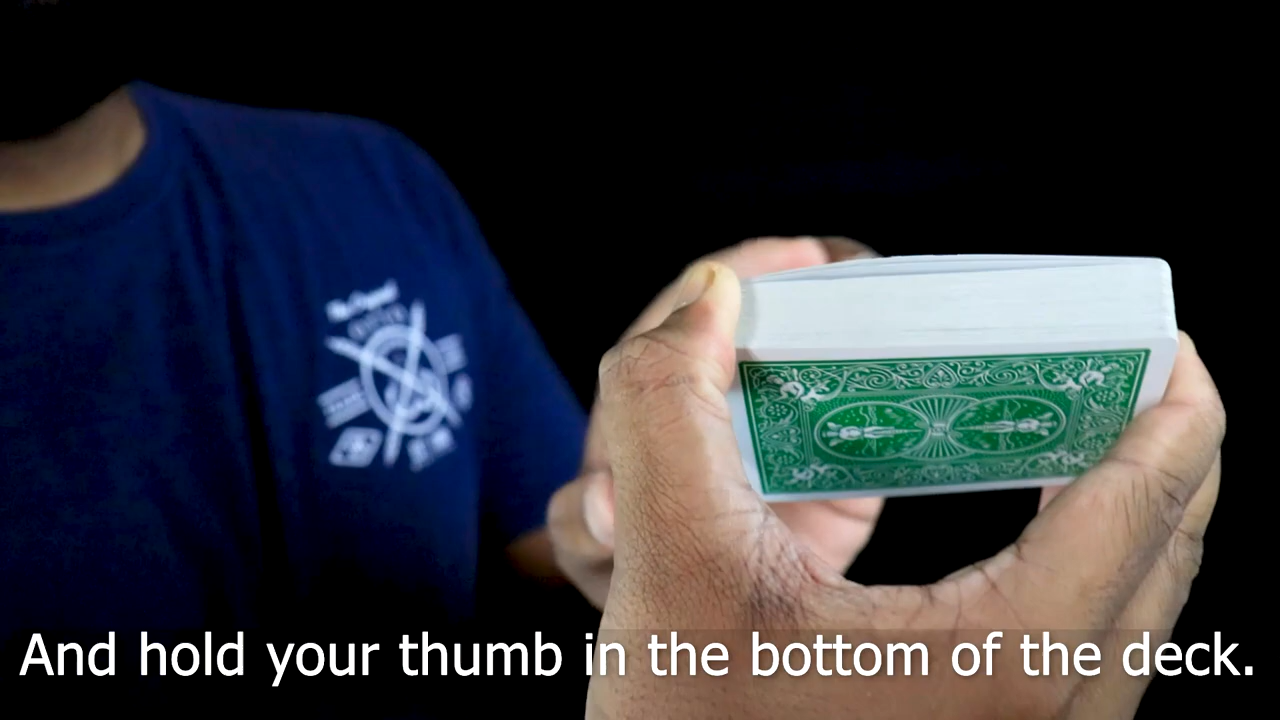 And hold your thumb in the bottom of the deck.